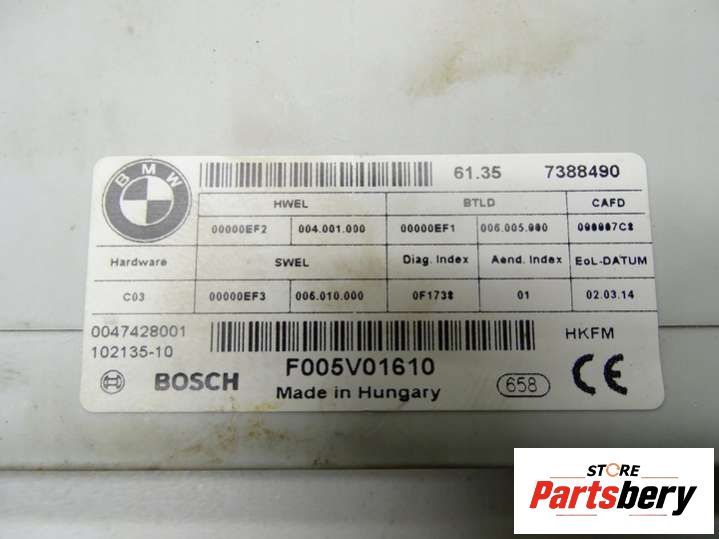 BMW
61.35 7388490
HWEL BTLD CAFD
00000EF2 004.001.000 00000EF1 006.005.900
Hardware SWEL Diag. Index Aend. Index EoL-DATUM
C03 00000EF3 006.010.000 0F1738 01 02.03.14
0047428001 HKFM
102135-10
BOSCH F005V01610 658 CE
Made in Hungary
STORE
Partsbery